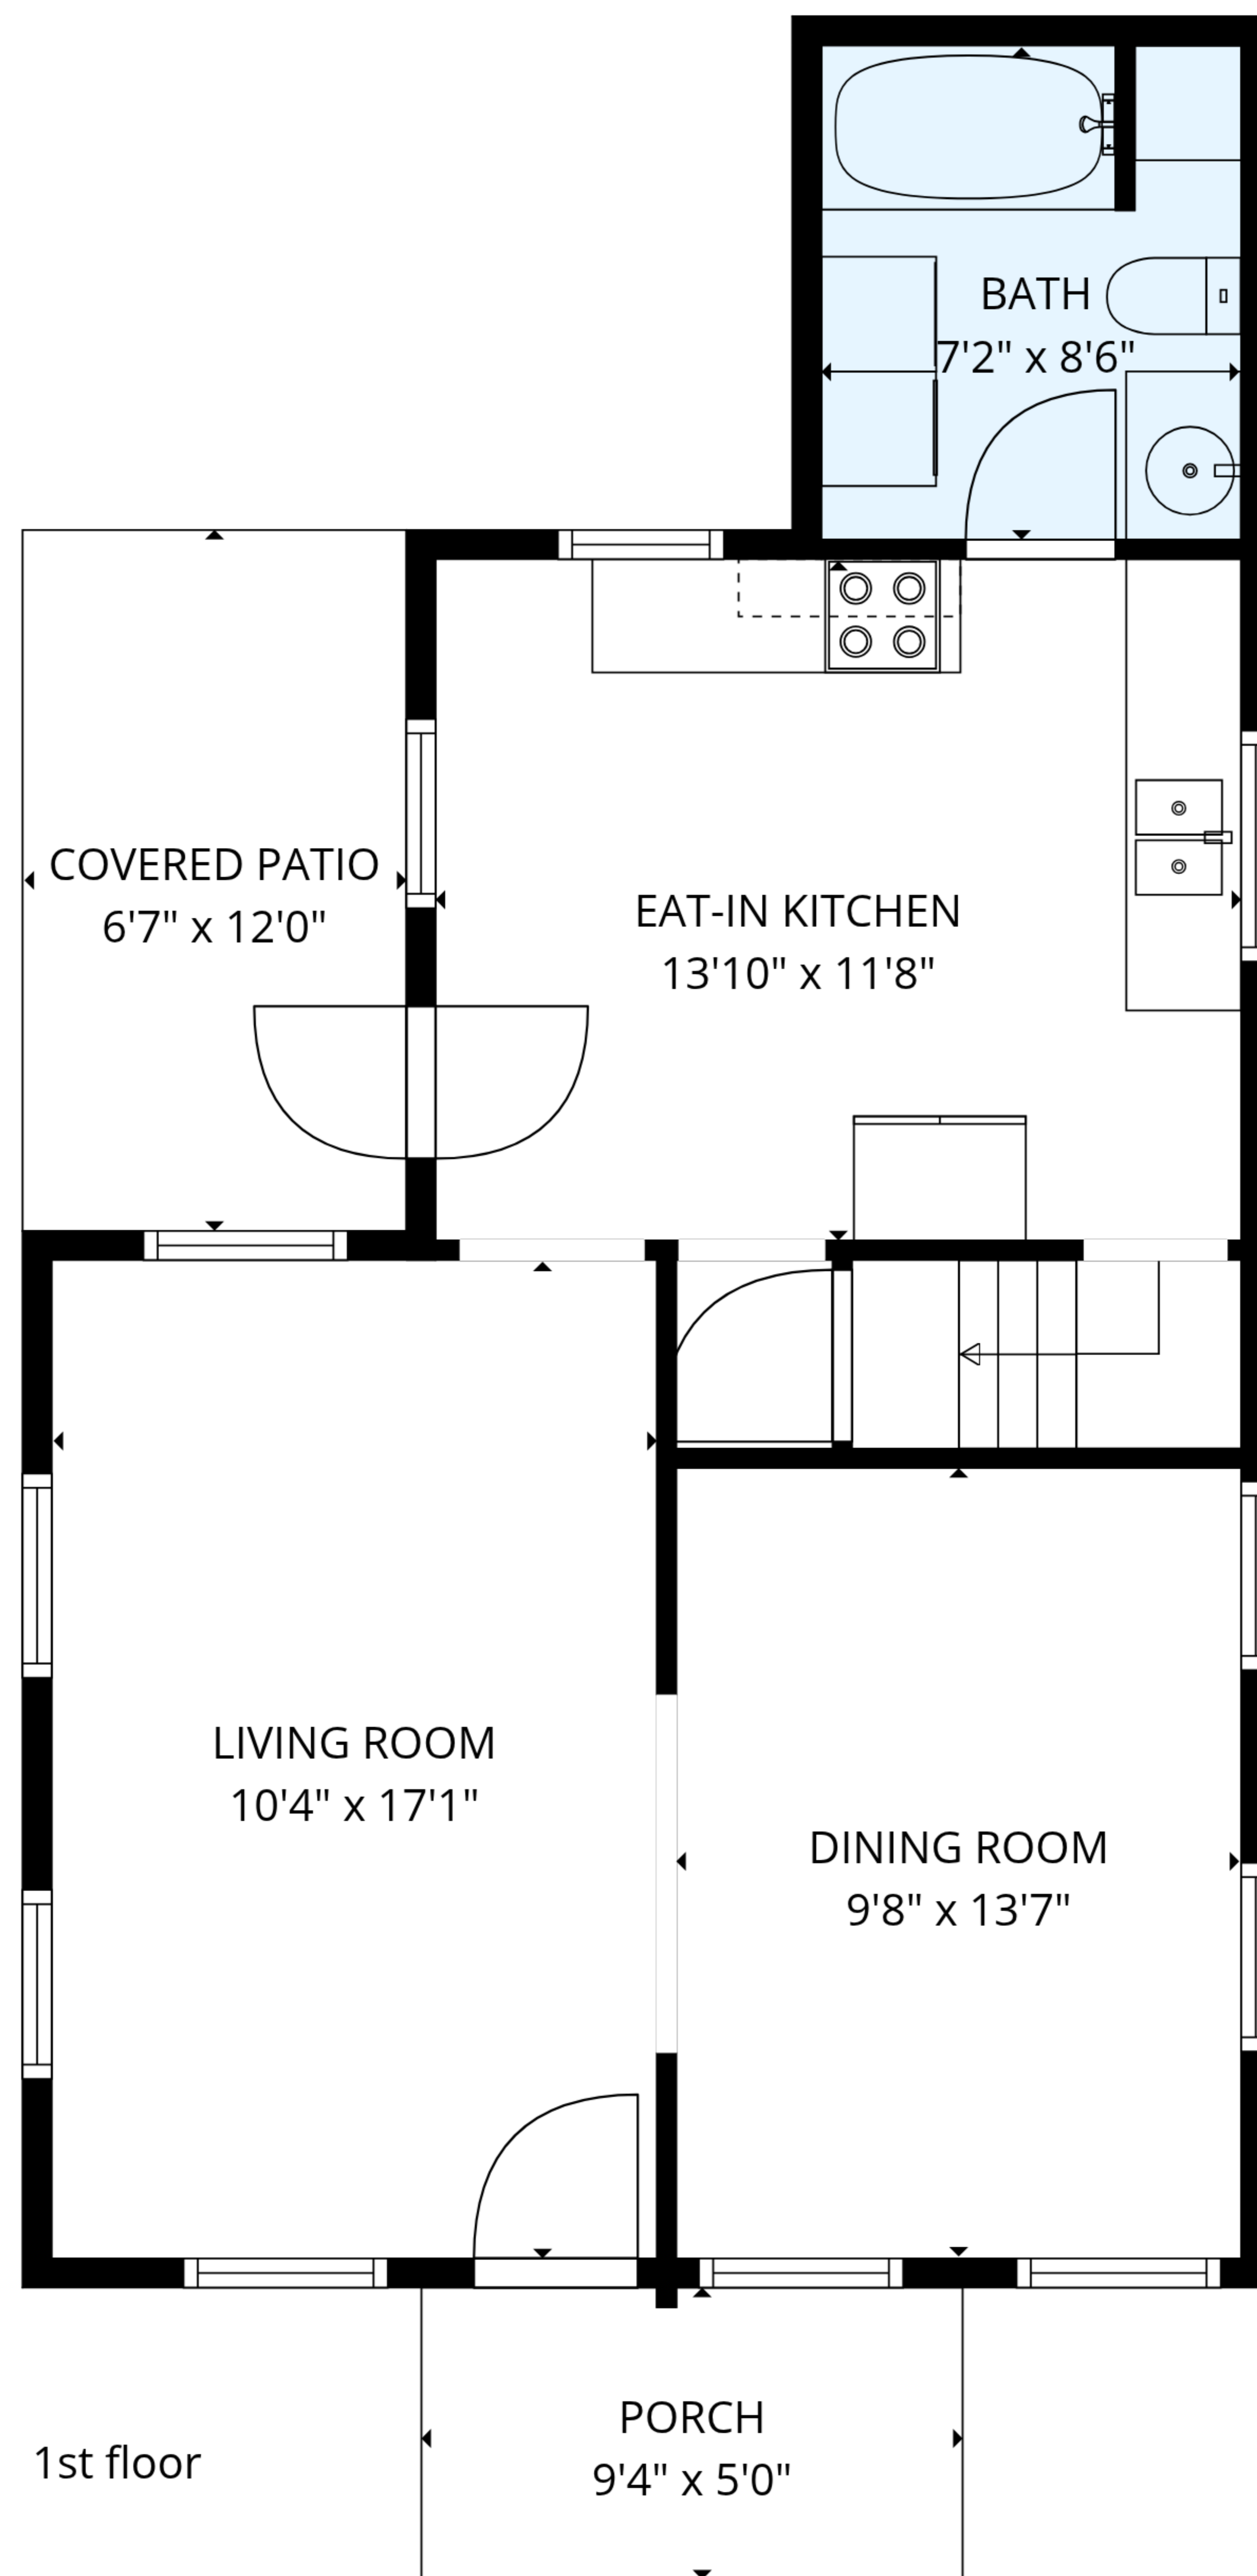 BATH
7'2" x 8'6"
COVERED PATIO
6'7" x 12'0"
EAT-IN KITCHEN
13'10" x 11'8"
LIVING ROOM
10'4" x 17'1"
DINING ROOM
9'8" x 13'7"
PORCH
9'4" x 5'0"
1st floor